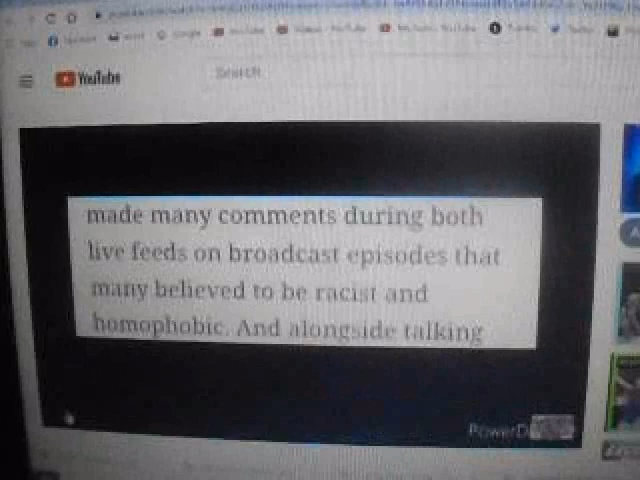 YouTube
Search
made many comments during both
live feeds on broadcast episodes that
many believed to be racist and
homophobic. And alongside talking
PowerD